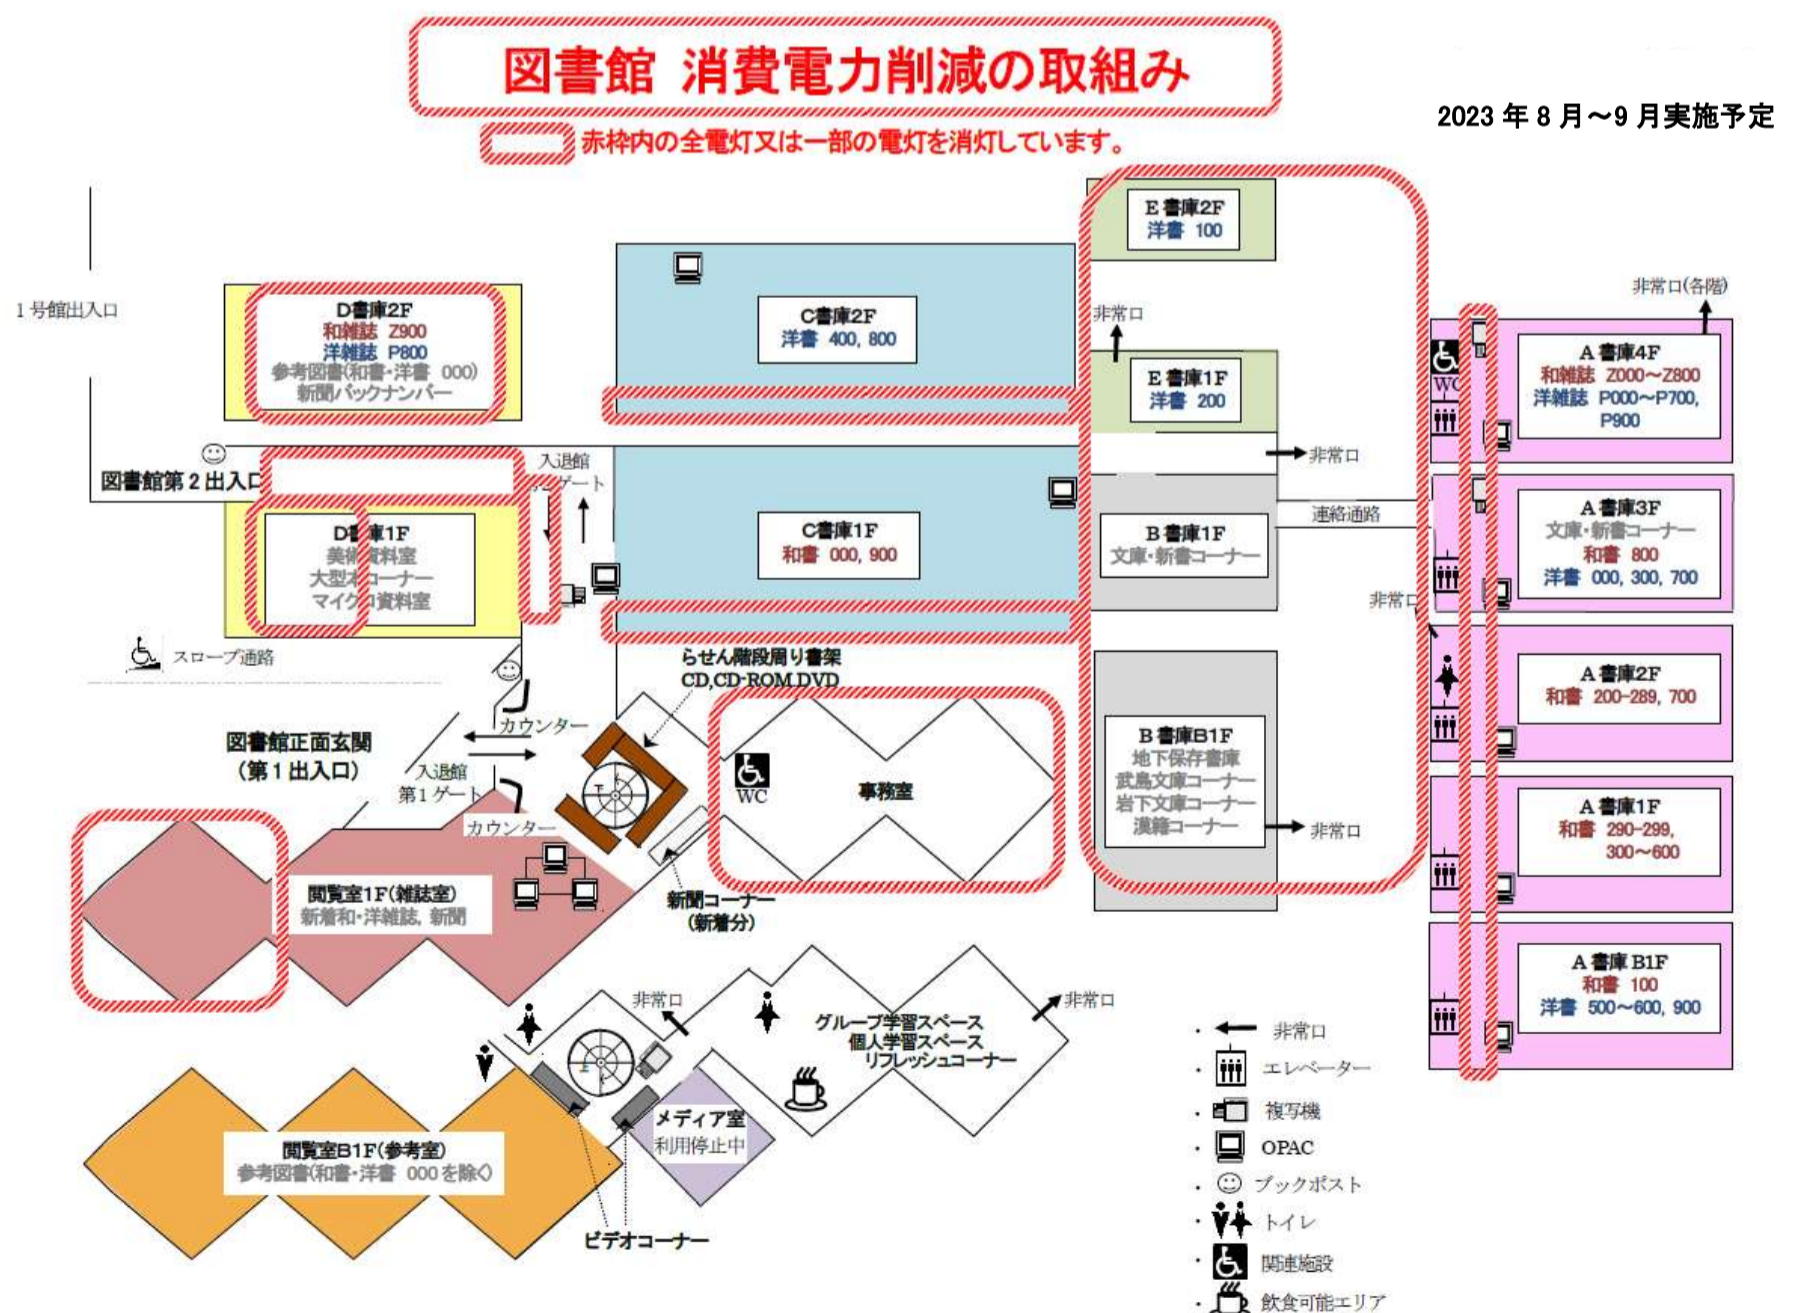 図書館 消費電力削減の取組み
2023 年 8 月～9 月実施予定
赤枠内の全電灯又は一部の電灯を消灯しています。
1 号館出入口
D書庫2F
和雑誌 Z900
洋雑誌 P800
参考図書(和書・洋書 000)
新聞バックナンバー
C書庫2F
洋書 400, 800
E 書庫2F
洋書 100
非常口
E 書庫1F
洋書 200
非常口
非常口(各階)
WC
A 書庫4F
和雑誌 Z000～Z800
洋雑誌 P000～P700,
P900
図書館第 2 出入口
入退館
ゲート
D書庫1F
美術資料室
大型本コーナー
マイクロ資料室
C書庫1F
和書 000, 900
B 書庫1F
文庫・新書コーナー
連絡通路
A 書庫3F
文庫・新書コーナー
和書 800
洋書 000, 300, 700
非常口
スロープ通路
らせん階段周り書架
CD,CD-ROM,DVD
A 書庫2F
和書 200-289, 700
カウンター
図書館正面玄関
(第 1 出入口)
入退館
第1ゲート
カウンター
WC
事務室
B 書庫B1F
地下保存書庫
武島文庫コーナー
岩下文庫コーナー
漢籍コーナー
非常口
A 書庫1F
和書 290-299,
300～600
閲覧室1F(雑誌室)
新着和・洋雑誌, 新聞
新聞コーナー
(新着分)
A 書庫 B1F
和書 100
洋書 500～600, 900
非常口
グループ学習スペース
個人学習スペース
リフレッシュコーナー
非常口
メディア室
利用停止中
閲覧室B1F(参考室)
参考図書(和書・洋書 000 を除く)
ビデオコーナー
・ 非常口
・ エレベーター
・ 複写機
・ OPAC
・ ブックポスト
・ トイレ
・ 関連施設
・ 飲食可能エリア